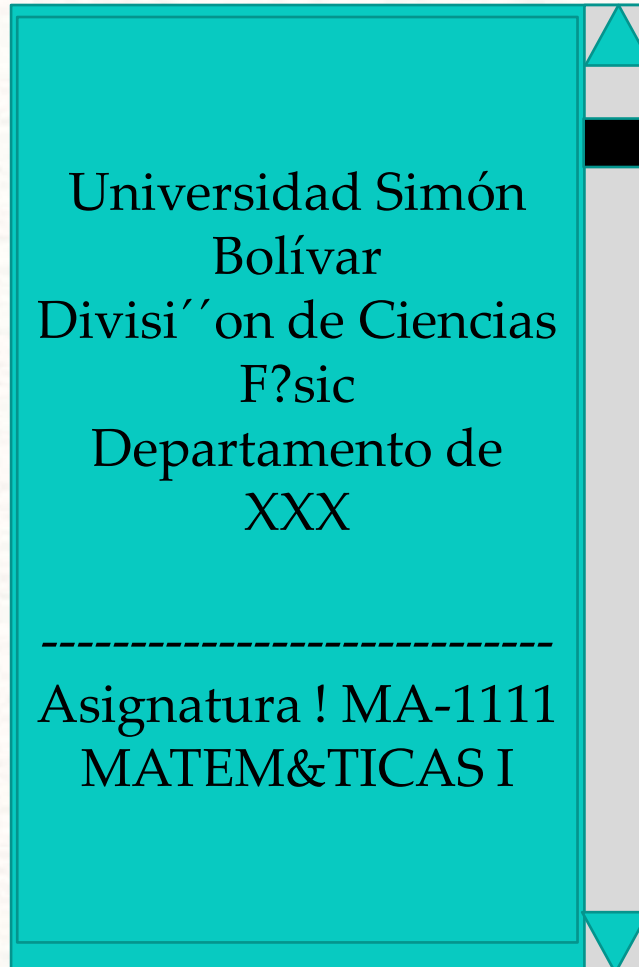 Universidad Simón
Bolívar
Divisi´´on de Ciencias
F?sic
Departamento de
XXX
-----------------------------
Asignatura ! MA-1111
MATEM&TICAS I